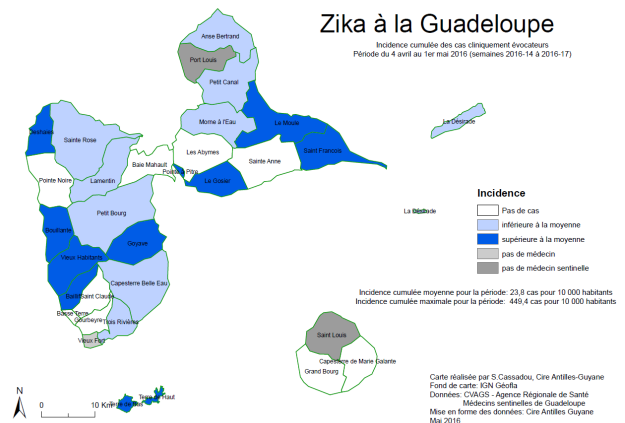 Zika à la Guadeloupe
Incidence cumulée des cas cliniquement évocateurs
Période du 4 avril au 1er mai 2016 (semaines 2016-14 à 2016-17)
Anse Bertrand
Port Louis
Petit Canal
Morne à l'Eau
Le Moule
La Désirade
Deshaies
Sainte Rose
Les Abymes
Saint François
Baie Mahault
Sainte Anne
Pointe Noire
Lamentin
Pointe à Pitre
Le Gosier
Petit Bourg
La Désirade
Bouillante
Goyave
Vieux Habitants
Capesterre Belle Eau
Saint Claude
Basse Terre
Gourbeyre
Trois Rivières
Vieux Fort
Saint Louis
Capesterre de Marie Galante
Grand Bourg
Terre de Haut
Terre de Bas
Incidence
Pas de cas
inférieure à la moyenne
supérieure à la moyenne
pas de médecin
pas de médecin sentinelle
Incidence cumulée moyenne pour la période: 23,8 cas pour 10 000 habitants
Incidence cumulée maximale pour la période: 449,4 cas pour 10 000 habitants
N
0 10 Km
Carte réalisée par S.Cassadou, Cire Antilles-Guyane
Fond de carte: IGN Géofla
Données: CVAGS - Agence Régionale de Santé
Médecins sentinelles de Guadeloupe
Mise en forme des données: Cire Antilles Guyane
Mai 2016